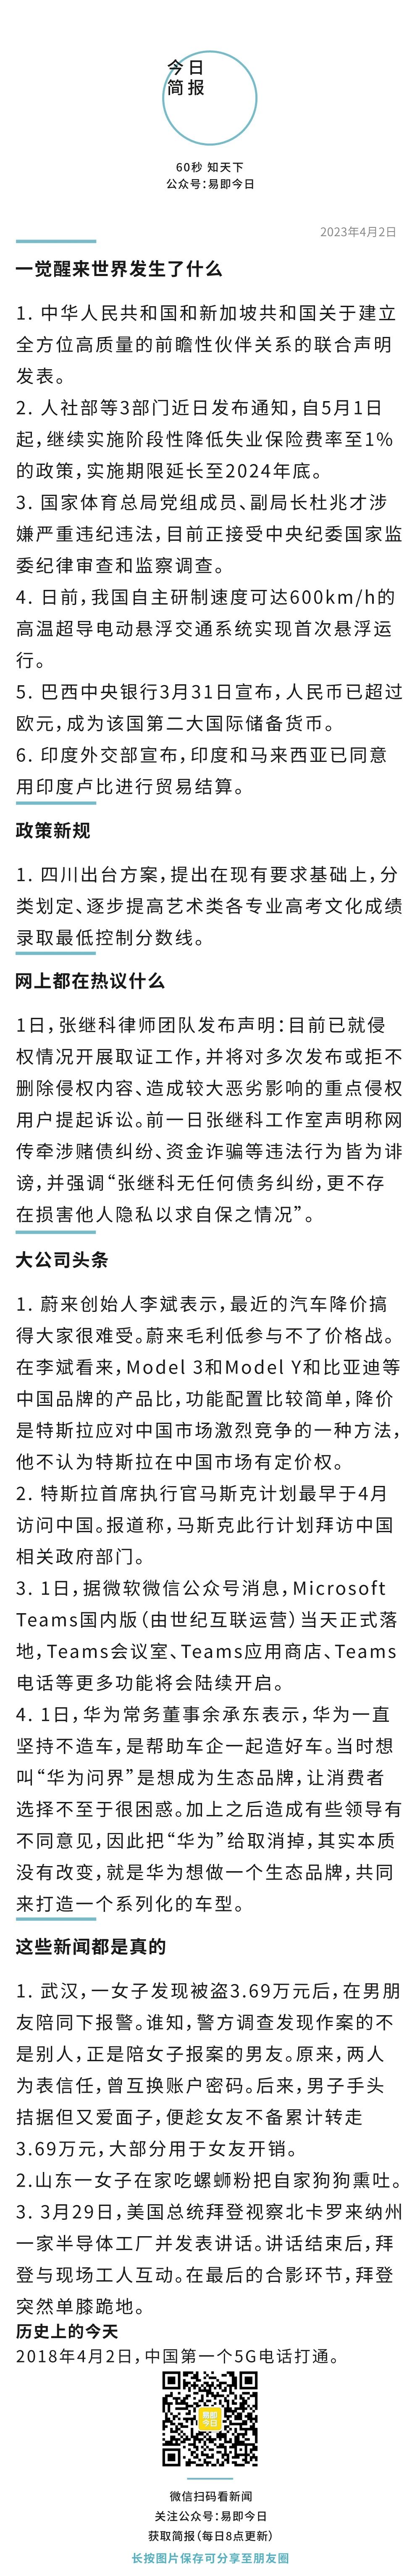 今日
简报
60秒 知天下
公众号:易即今日
2023年4月2日
一觉醒来世界发生了什么
1. 中华人民共和国和新加坡共和国关于建立
全方位高质量的前瞻性伙伴关系的联合声明
发表。
2. 人社部等3部门近日发布通知,自5月1日
起,继续实施阶段性降低失业保险费率至1%
的政策,实施期限延长至2024年底。
3. 国家体育总局党组成员、副局长杜兆才涉
嫌严重违纪违法,目前正接受中央纪委国家监
委纪律审查和监察调查。
4. 日前,我国自主研制速度可达600km/h的
高温超导电动悬浮交通系统实现首次悬浮运
行。
5. 巴西中央银行3月31日宣布,人民币已超过
欧元,成为该国第二大国际储备货币。
6. 印度外交部宣布,印度和马来西亚已同意
用印度卢比进行贸易结算。
政策新规
1. 四川出台方案,提出在现有要求基础上,分
类划定、逐步提高艺术类各专业高考文化成绩
录取最低控制分数线。
网上都在热议什么
1日,张继科律师团队发布声明:目前已就侵
权情况开展取证工作,并将对多次发布或拒不
删除侵权内容、造成较大恶劣影响的重点侵权
用户提起诉讼。前一日张继科工作室声明称网
传牵涉赌债纠纷、资金诈骗等违法行为皆为诽
谤,并强调“张继科无任何债务纠纷,更不存
在损害他人隐私以求自保之情况”。
大公司头条
1. 蔚来创始人李斌表示,最近的汽车降价搞
得大家很难受。蔚来毛利低参与不了价格战。
在李斌看来,Model 3和Model Y和比亚迪等
中国品牌的产品比,功能配置比较简单,降价
是特斯拉应对中国市场激烈竞争的一种方法,
他不认为特斯拉在中国市场有定价权。
2. 特斯拉首席执行官马斯克计划最早于4月
访问中国。报道称,马斯克此行计划拜访中国
相关政府部门。
3. 1日,据微软微信公众号消息,Microsoft
Teams国内版(由世纪互联运营)当天正式落
地,Teams会议室、Teams应用商店、Teams
电话等更多功能将会陆续开启。
4. 1日,华为常务董事余承东表示,华为一直
坚持不造车,是帮助车企一起造好车。当时想
叫“华为问界”是想成为生态品牌,让消费者
选择不至于很困惑。加上之后造成有些领导有
不同意见,因此把“华为”给取消掉,其实本质
没有改变,就是华为想做一个生态品牌,共同
来打造一个系列化的车型。
这些新闻都是真的
1. 武汉,一女子发现被盗3.69万元后,在男朋
友陪同下报警。谁知,警方调查发现作案的不
是别人,正是陪女子报案的男友。原来,两人
为表信任,曾互换账户密码。后来,男子手头
拮据但又爱面子,便趁女友不备累计转走
3.69万元,大部分用于女友开销。
2.山东一女子在家吃螺蛳粉把自家狗狗熏吐。
3. 3月29日,美国总统拜登视察北卡罗来纳州
一家半导体工厂并发表讲话。讲话结束后,拜
登与现场工人互动。在最后的合影环节,拜登
突然单膝跪地。
历史上的今天
2018年4月2日,中国第一个5G电话打通。
易即
今日
微信扫码看新闻
关注公众号:易即今日
获取简报(每日8点更新)
长按图片保存可分享至朋友圈